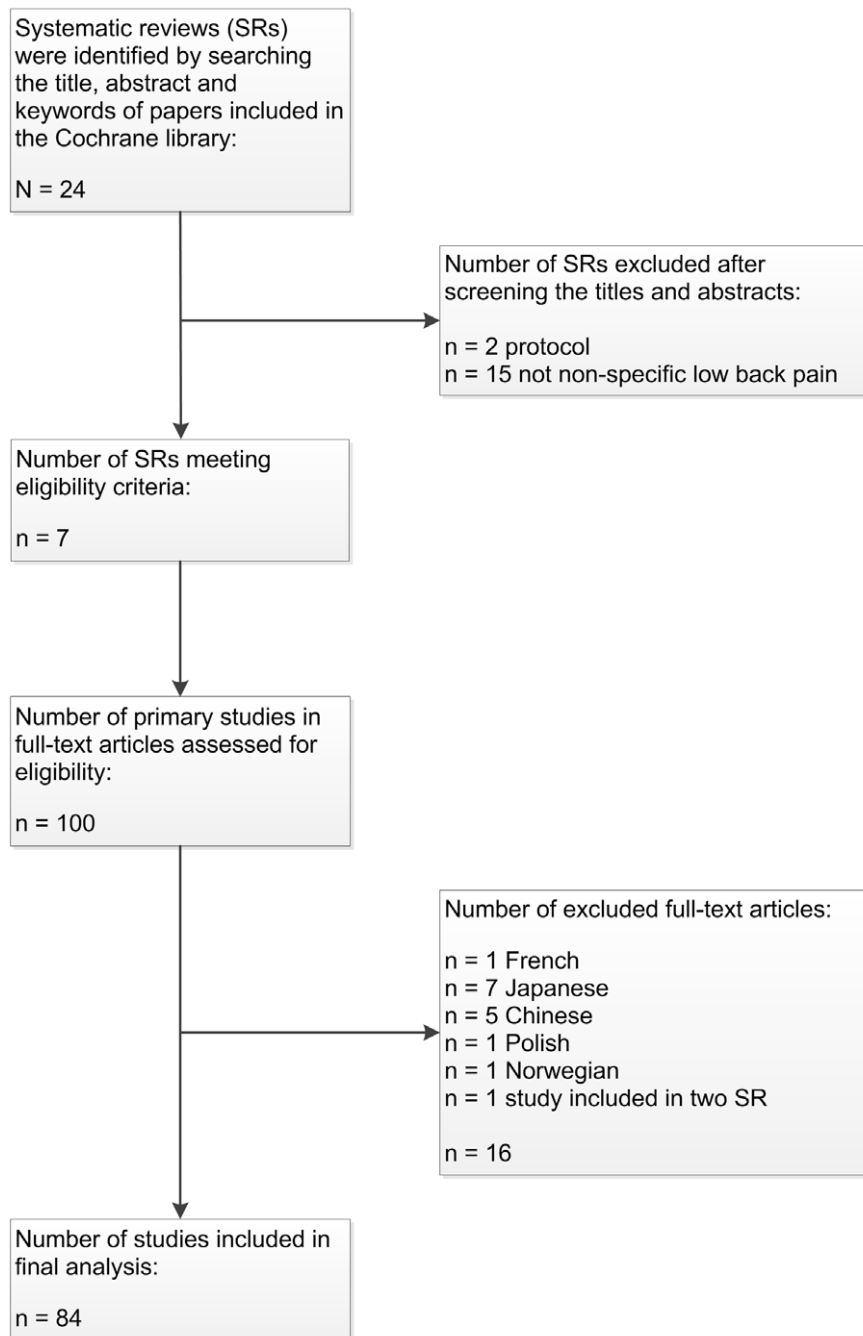 Systematic reviews (SRs)
were identified by searching
the title, abstract and
keywords of papers included in
the Cochrane library:
N = 24
Number of SRs excluded after
screening the titles and abstracts:
n = 2 protocol
n = 15 not non-specific low back pain
Number of SRs meeting
eligibility criteria:
n = 7
Number of primary studies in
full-text articles assessed for
eligibility:
n = 100
Number of excluded full-text articles:
n = 1 French
n = 7 Japanese
n = 5 Chinese
n = 1 Polish
n = 1 Norwegian
n = 1 study included in two SR
n = 16
Number of studies included in
final analysis:
n = 84